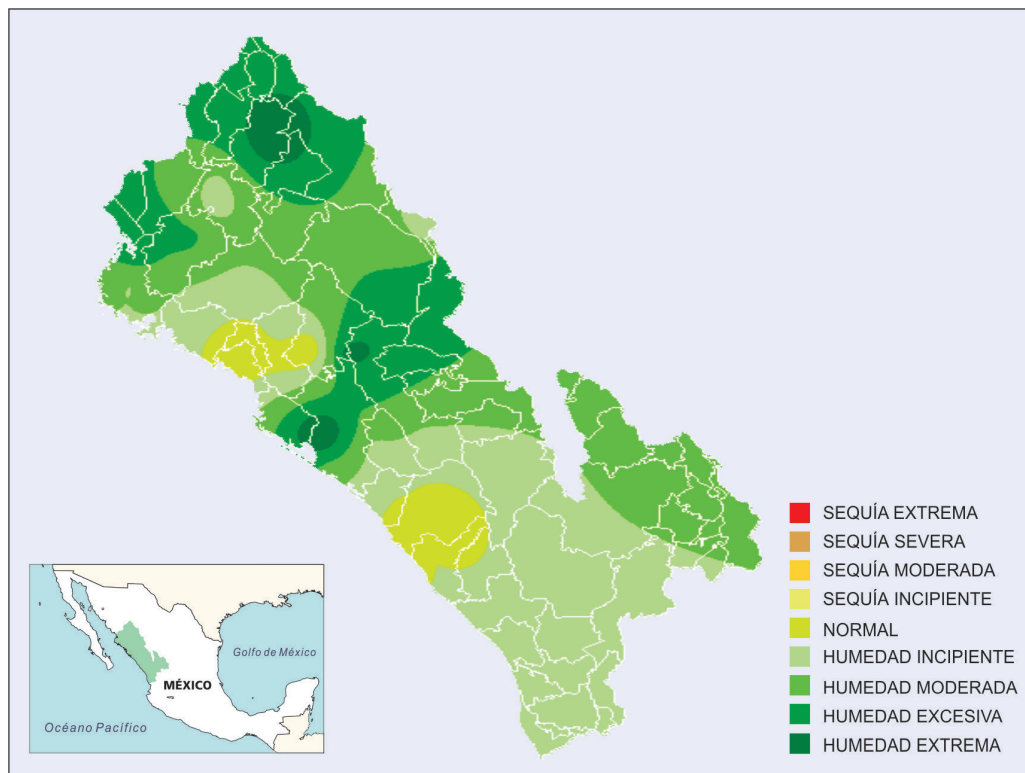 SEQUÍA EXTREMA
SEQUÍA SEVERA
SEQUÍA MODERADA
SEQUÍA INCIPIENTE
NORMAL
HUMEDAD INCIPIENTE
HUMEDAD MODERADA
HUMEDAD EXCESIVA
HUMEDAD EXTREMA
Golfo de México
MÉXICO
Océano Pacífico